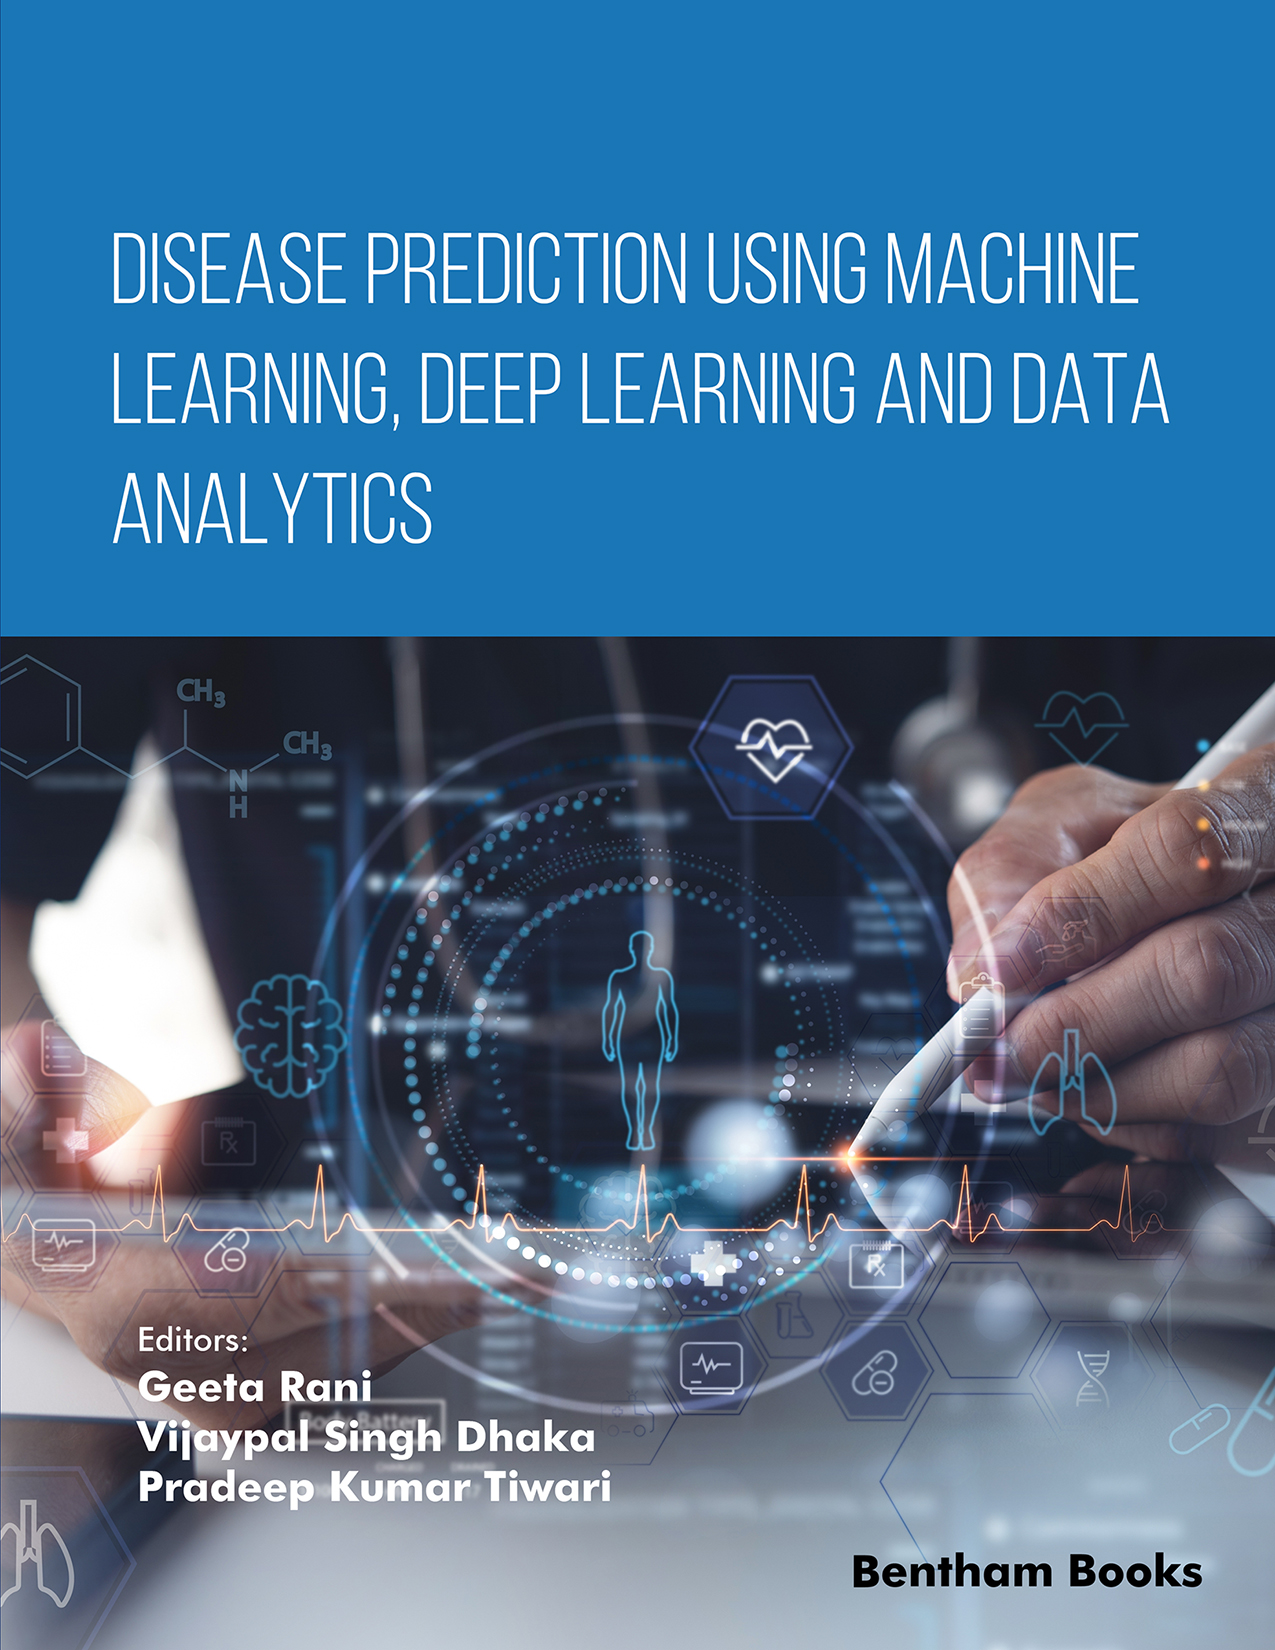 DISEASE PREDICTION USING MACHINE
LEARNING, DEEP LEARNING AND DATA
ANALYTICS
CH3
CH3
N
H
Rx
Rx
Editors:
Geeta Rani
Vijaypal Singh Dhaka
Pradeep Kumar Tiwari
Bentham Books